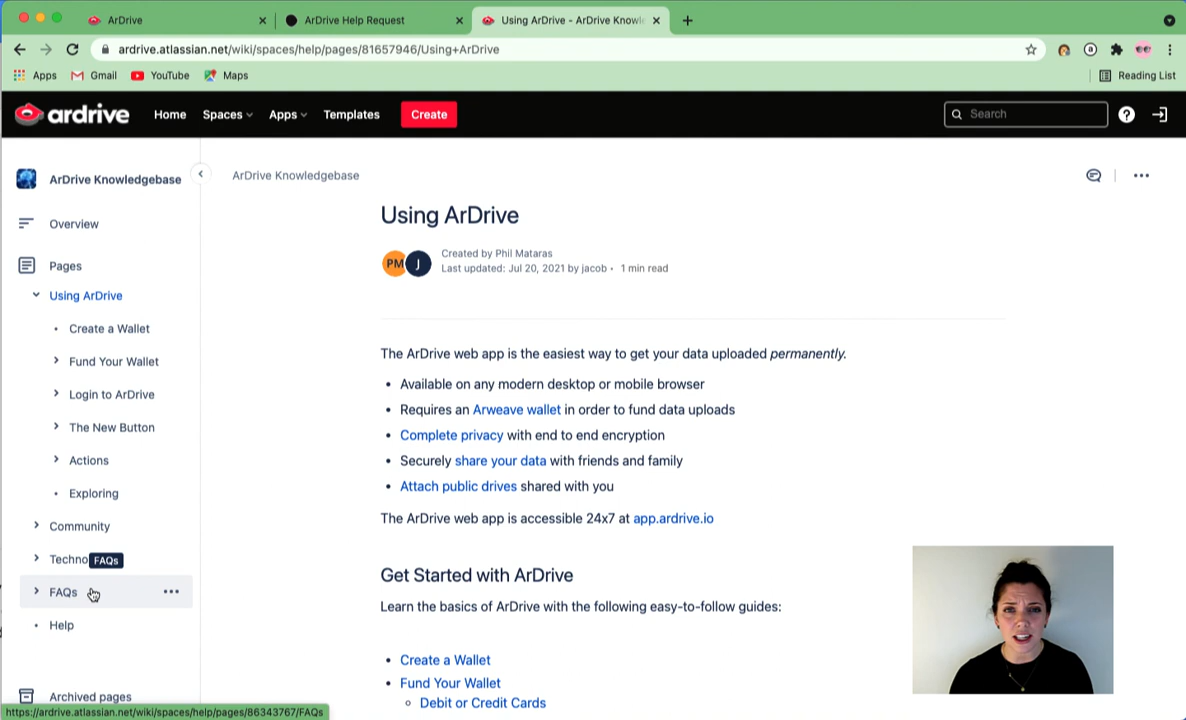 ArDrive
ArDrive Help Request
Using ArDrive - ArDrive Knowle
ardrive.atlassian.net/wiki/spaces/help/pages/81657946/Using+ArDrive
Apps
Gmail
YouTube
Maps
Reading List
ardrive
Home
Spaces
Apps
Templates
Create
Search
ArDrive Knowledgebase
Overview
Pages
Using ArDrive
Create a Wallet
Fund Your Wallet
Login to ArDrive
The New Button
Actions
Exploring
Community
Techno
FAQs
FAQs
Help
Archived pages
https://ardrive.atlassian.net/wiki/spaces/help/pages/86343767/FAQs
ArDrive Knowledgebase
Using ArDrive
PM J
Created by Phil Mataras
Last updated: Jul 20, 2021 by jacob • 1 min read
The ArDrive web app is the easiest way to get your data uploaded permanently.
• Available on any modern desktop or mobile browser
• Requires an Arweave wallet in order to fund data uploads
• Complete privacy with end to end encryption
• Securely share your data with friends and family
• Attach public drives shared with you
The ArDrive web app is accessible 24x7 at app.ardrive.io
Get Started with ArDrive
Learn the basics of ArDrive with the following easy-to-follow guides:
• Create a Wallet
• Fund Your Wallet
○ Debit or Credit Cards